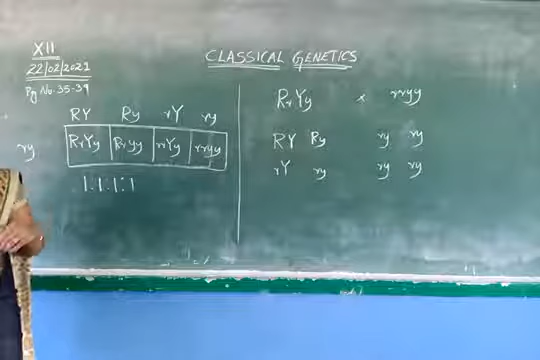 XII
22/02/2021
Pg No. 35-39
CLASSICAL GENETICS
RY Ry rY ry
ry RrYy Rryy rrYy rryy
1:1:1:1
RrYy × rryy
RY Ry ry ry
rY ry ry ry